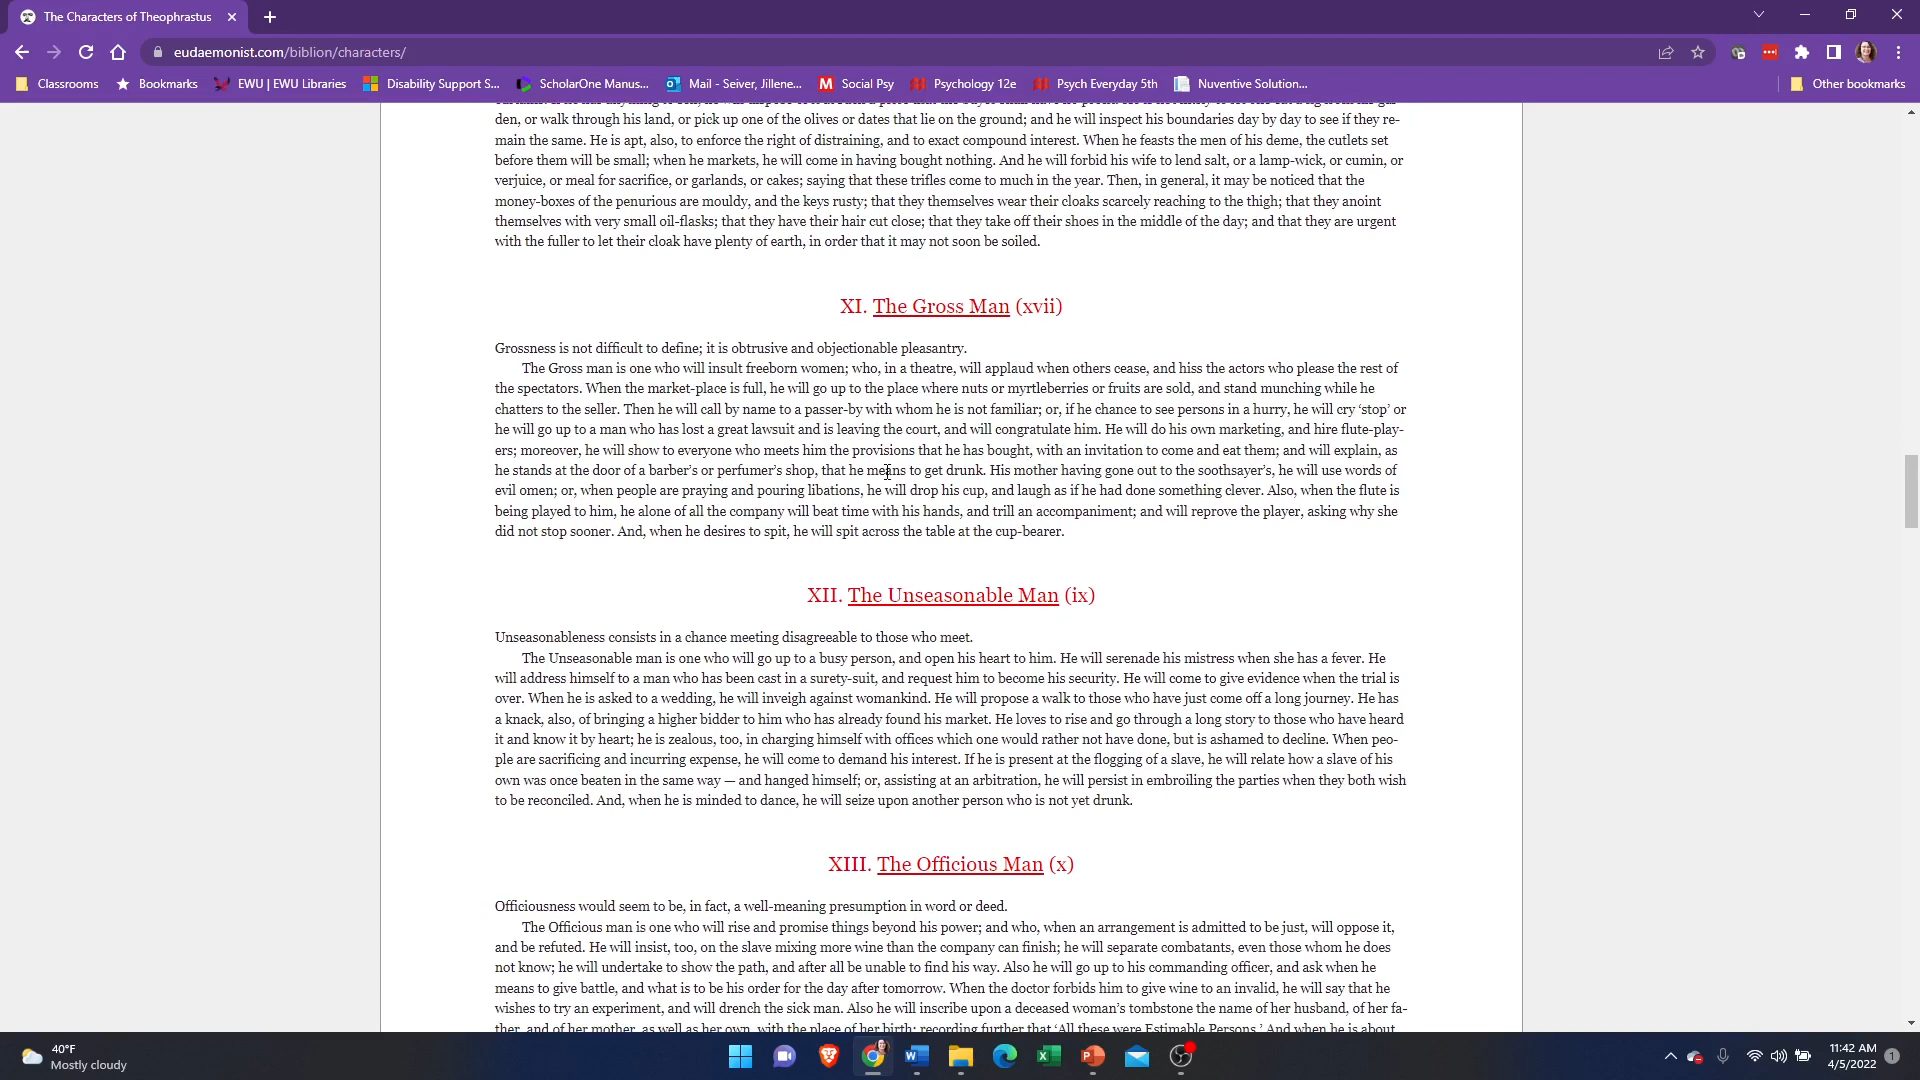 The Characters of Theophrastus
eudaemonist.com/biblion/characters/
Classrooms Bookmarks EWU | EWU Libraries Disability Support S... ScholarOne Manus... Mail - Seiver, Jillene... Social Psy Psychology 12e Psych Everyday 5th Nuventive Solution... Other bookmarks
den, or walk through his land, or pick up one of the olives or dates that lie on the ground; and he will inspect his boundaries day by day to see if they re-
main the same. He is apt, also, to enforce the right of distraining, and to exact compound interest. When he feasts the men of his deme, the cutlets set
before them will be small; when he markets, he will come in having bought nothing. And he will forbid his wife to lend salt, or a lamp-wick, or cumin, or
verjuice, or meal for sacrifice, or garlands, or cakes; saying that these trifles come to much in the year. Then, in general, it may be noticed that the
money-boxes of the penurious are mouldy, and the keys rusty; that they themselves wear their cloaks scarcely reaching to the thigh; that they anoint
themselves with very small oil-flasks; that they have their hair cut close; that they take off their shoes in the middle of the day; and that they are urgent
with the fuller to let their cloak have plenty of earth, in order that it may not soon be soiled.
XI. The Gross Man (xvii)
Grossness is not difficult to define; it is obtrusive and objectionable pleasantry.
The Gross man is one who will insult freeborn women; who, in a theatre, will applaud when others cease, and hiss the actors who please the rest of
the spectators. When the market-place is full, he will go up to the place where nuts or myrtleberries or fruits are sold, and stand munching while he
chatters to the seller. Then he will call by name to a passer-by with whom he is not familiar; or, if he chance to see persons in a hurry, he will cry ‘stop’ or
he will go up to a man who has lost a great lawsuit and is leaving the court, and will congratulate him. He will do his own marketing, and hire flute-play-
ers; moreover, he will show to everyone who meets him the provisions that he has bought, with an invitation to come and eat them; and will explain, as
he stands at the door of a barber’s or perfumer’s shop, that he means to get drunk. His mother having gone out to the soothsayer’s, he will use words of
evil omen; or, when people are praying and pouring libations, he will drop his cup, and laugh as if he had done something clever. Also, when the flute is
being played to him, he alone of all the company will beat time with his hands, and trill an accompaniment; and will reprove the player, asking why she
did not stop sooner. And, when he desires to spit, he will spit across the table at the cup-bearer.
XII. The Unseasonable Man (ix)
Unseasonableness consists in a chance meeting disagreeable to those who meet.
The Unseasonable man is one who will go up to a busy person, and open his heart to him. He will serenade his mistress when she has a fever. He
will address himself to a man who has been cast in a surety-suit, and request him to become his security. He will come to give evidence when the trial is
over. When he is asked to a wedding, he will inveigh against womankind. He will propose a walk to those who have just come off a long journey. He has
a knack, also, of bringing a higher bidder to him who has already found his market. He loves to rise and go through a long story to those who have heard
it and know it by heart; he is zealous, too, in charging himself with offices which one would rather not have done, but is ashamed to decline. When peo-
ple are sacrificing and incurring expense, he will come to demand his interest. If he is present at the flogging of a slave, he will relate how a slave of his
own was once beaten in the same way — and hanged himself; or, assisting at an arbitration, he will persist in embroiling the parties when they both wish
to be reconciled. And, when he is minded to dance, he will seize upon another person who is not yet drunk.
XIII. The Officious Man (x)
Officiousness would seem to be, in fact, a well-meaning presumption in word or deed.
The Officious man is one who will rise and promise things beyond his power; and who, when an arrangement is admitted to be just, will oppose it,
and be refuted. He will insist, too, on the slave mixing more wine than the company can finish; he will separate combatants, even those whom he does
not know; he will undertake to show the path, and after all be unable to find his way. Also he will go up to his commanding officer, and ask when he
means to give battle, and what is to be his order for the day after tomorrow. When the doctor forbids him to give wine to an invalid, he will say that he
wishes to try an experiment, and will drench the sick man. Also he will inscribe upon a deceased woman’s tombstone the name of her husband, of her fa-
ther, and of her mother, as well as her own, with the place of her birth; recording further that ‘All these were Estimable Persons.’ And when he is about
40°F
Mostly cloudy
11:42 AM
4/5/2022
1